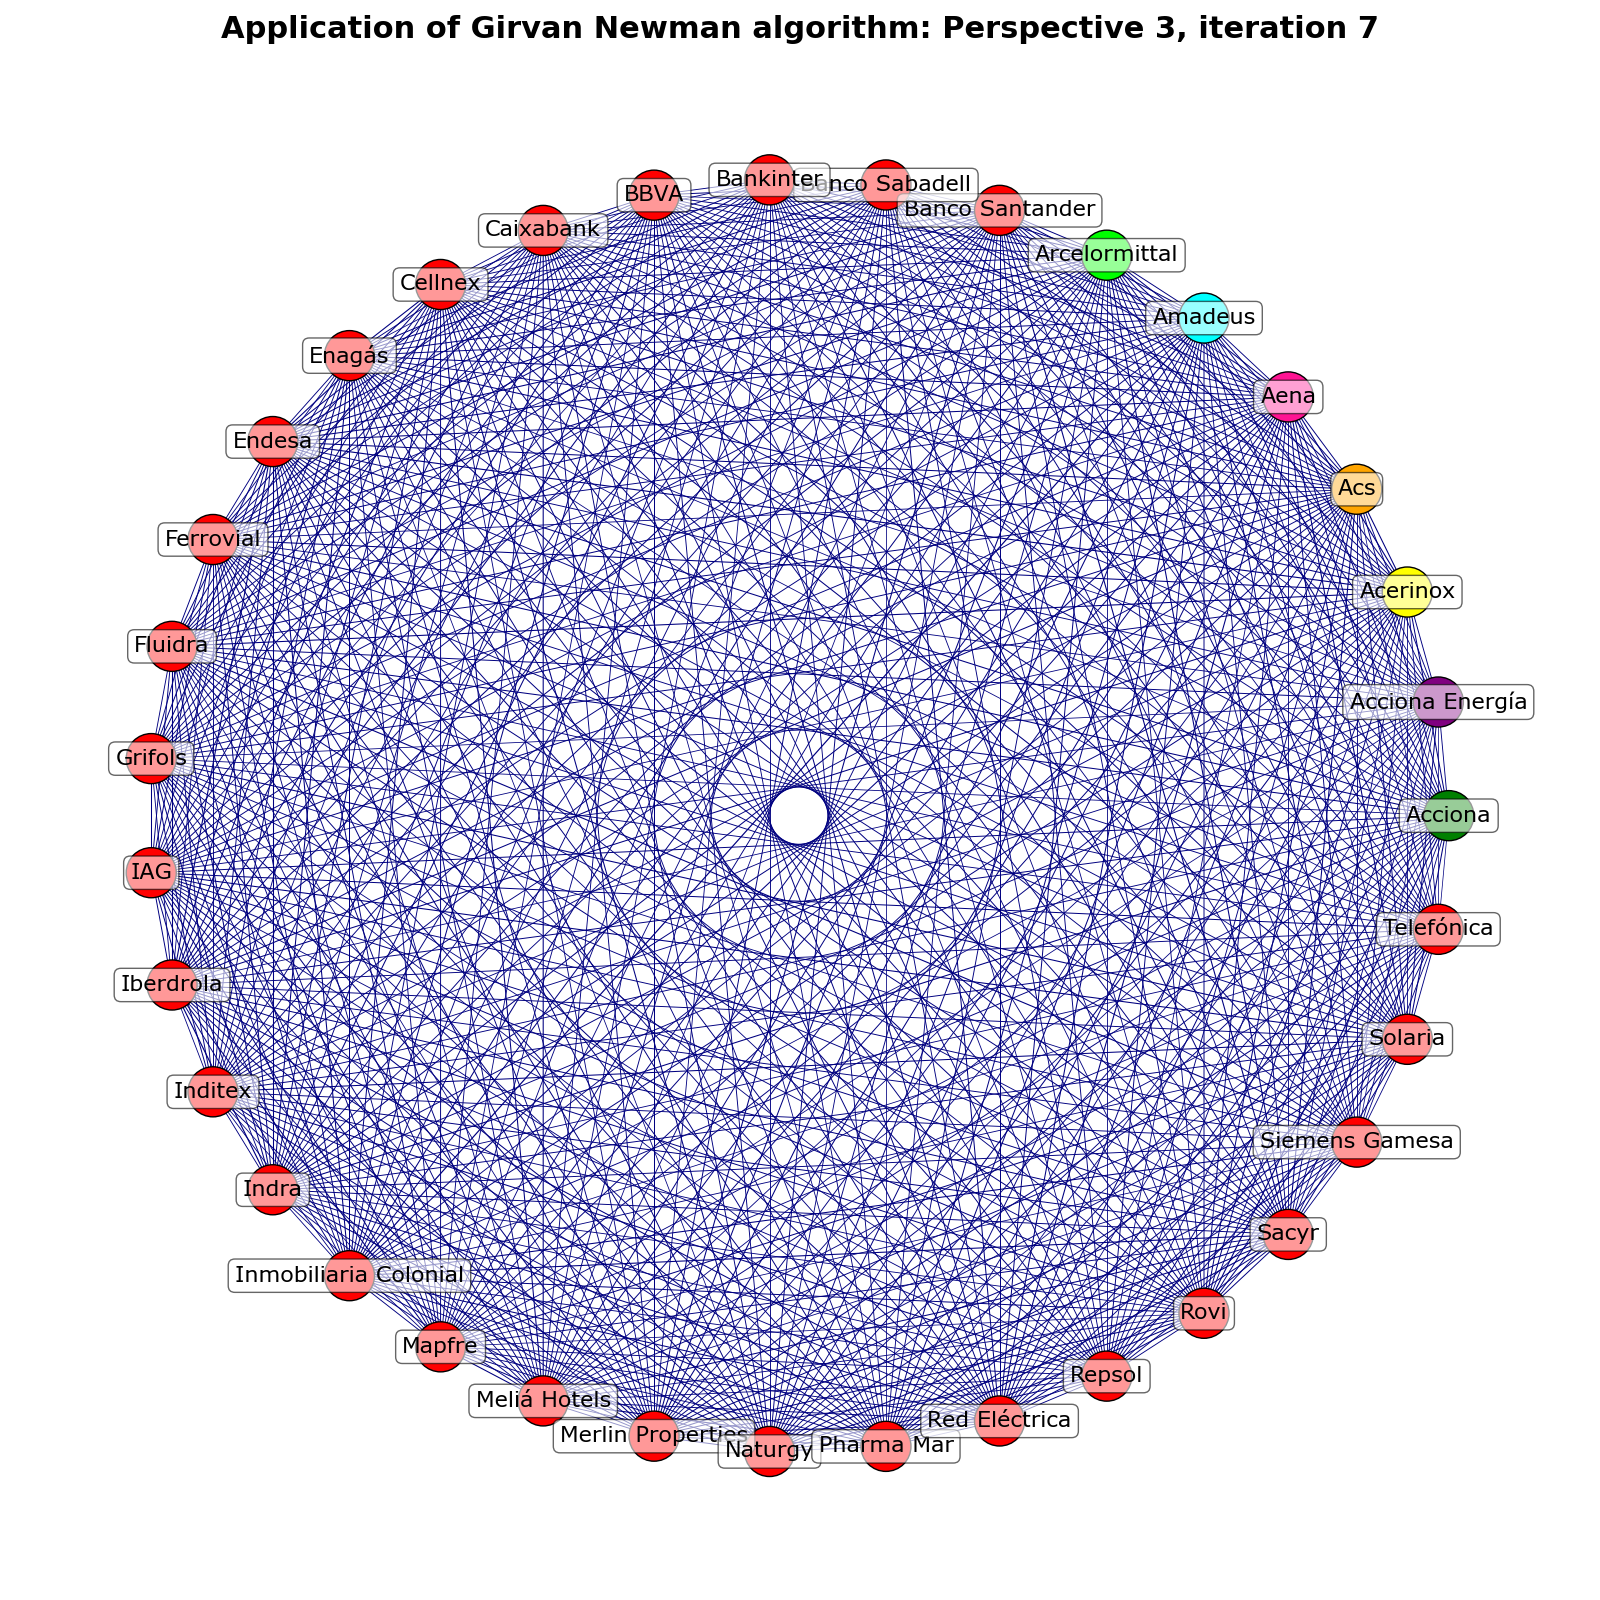 Application of Girvan Newman algorithm: Perspective 3, iteration 7
Bankinter
Banco Sabadell
BBVA
Banco Santander
Caixabank
Arcelormittal
Cellnex
Amadeus
Enagás
Aena
Endesa
Acs
Ferrovial
Acerinox
Fluidra
Acciona Energía
Grifols
Acciona
IAG
Telefónica
Iberdrola
Solaria
Inditex
Siemens Gamesa
Indra
Sacyr
Inmobiliaria Colonial
Rovi
Mapfre
Repsol
Meliá Hotels
Red Eléctrica
Merlin Properties
Pharma Mar
Naturgy